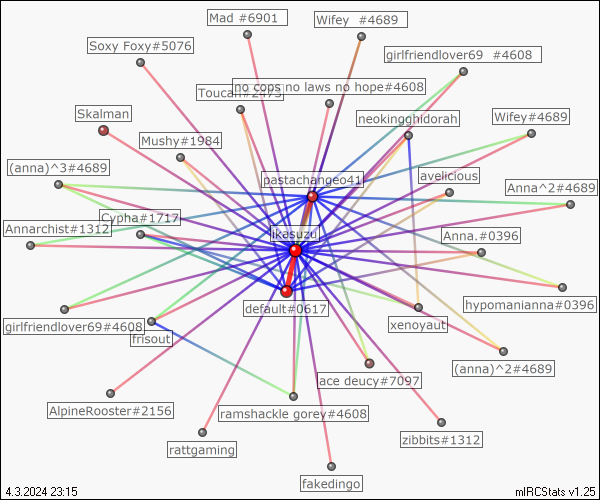 Mad #6901
Wifey  #4689
Soxy Foxy#5076
girlfriendlover69  #4608
no cops no laws no hope#4608
Toucan#2473
Skalman
neokingghidorah
Wifey#4689
Mushy#1984
(anna)^3#4689
avelicious
pastachangeo41
Anna^2#4689
Cypha#1717
Annarchist#1312
ikasuzu
Anna.#0396
hypomanianna#0396
default#0617
girlfriendlover69#4608
xenoyaut
frisout
(anna)^2#4689
ace deucy#7097
AlpineRooster#2156
ramshackle gorey#4608
zibbits#1312
rattgaming
fakedingo
4.3.2024 23:15
mIRCStats v1.25